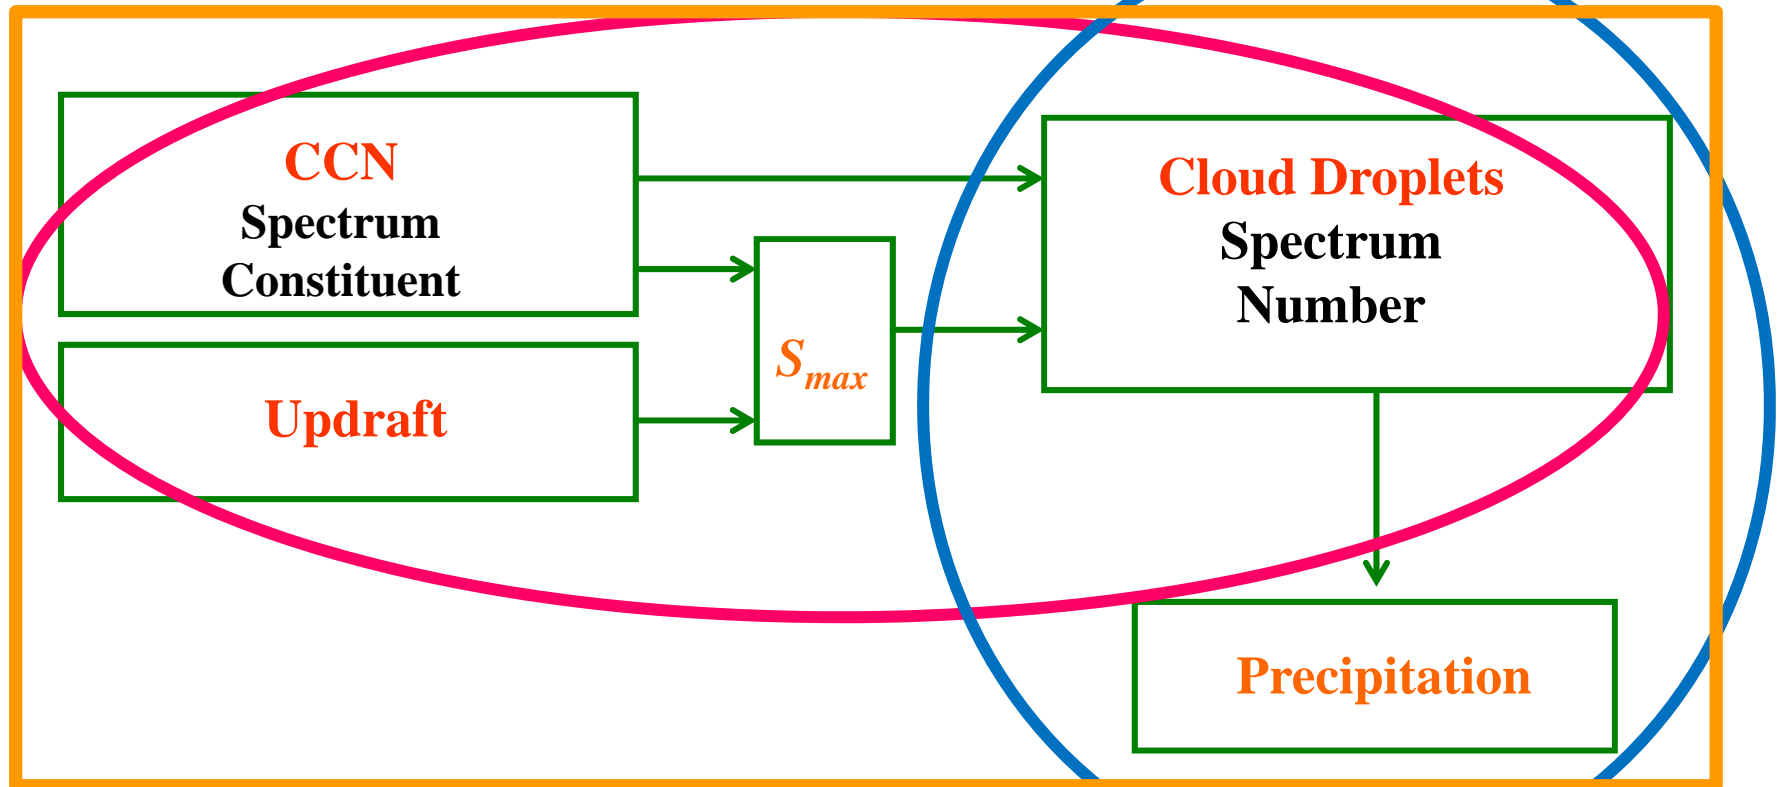 CCN
Spectrum
Constituent
Updraft
Smax
Cloud Droplets
Spectrum
Number
Precipitation